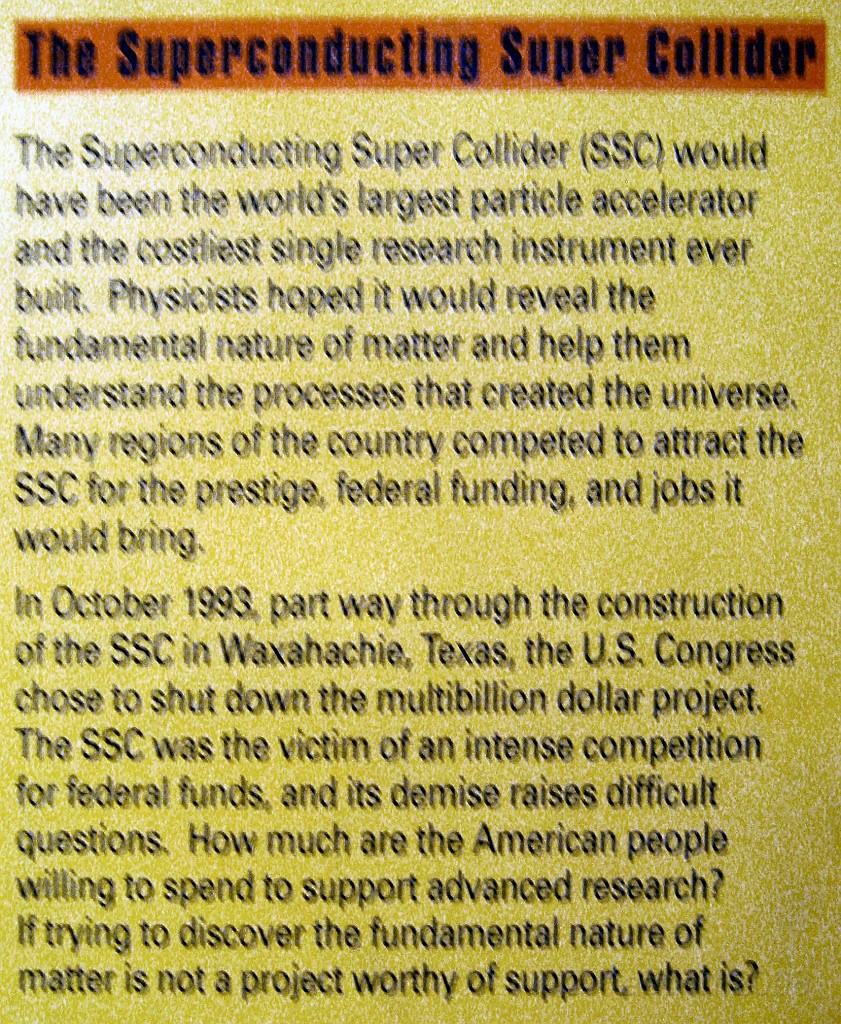 The Superconducting Super Collider
The Superconducting Super Collider (SSC) would
have been the world's largest particle accelerator
and the costliest single research instrument ever
built. Physicists hoped it would reveal the
fundamental nature of matter and help them
understand the processes that created the universe.
Many regions of the country competed to attract the
SSC for the prestige, federal funding, and jobs it
would bring.
In October 1993, part way through the construction
of the SSC in Waxahachie, Texas, the U.S. Congress
chose to shut down the multibillion dollar project.
The SSC was the victim of an intense competition
for federal funds, and its demise raises difficult
questions. How much are the American people
willing to spend to support advanced research?
If trying to discover the fundamental nature of
matter is not a project worthy of support, what is?